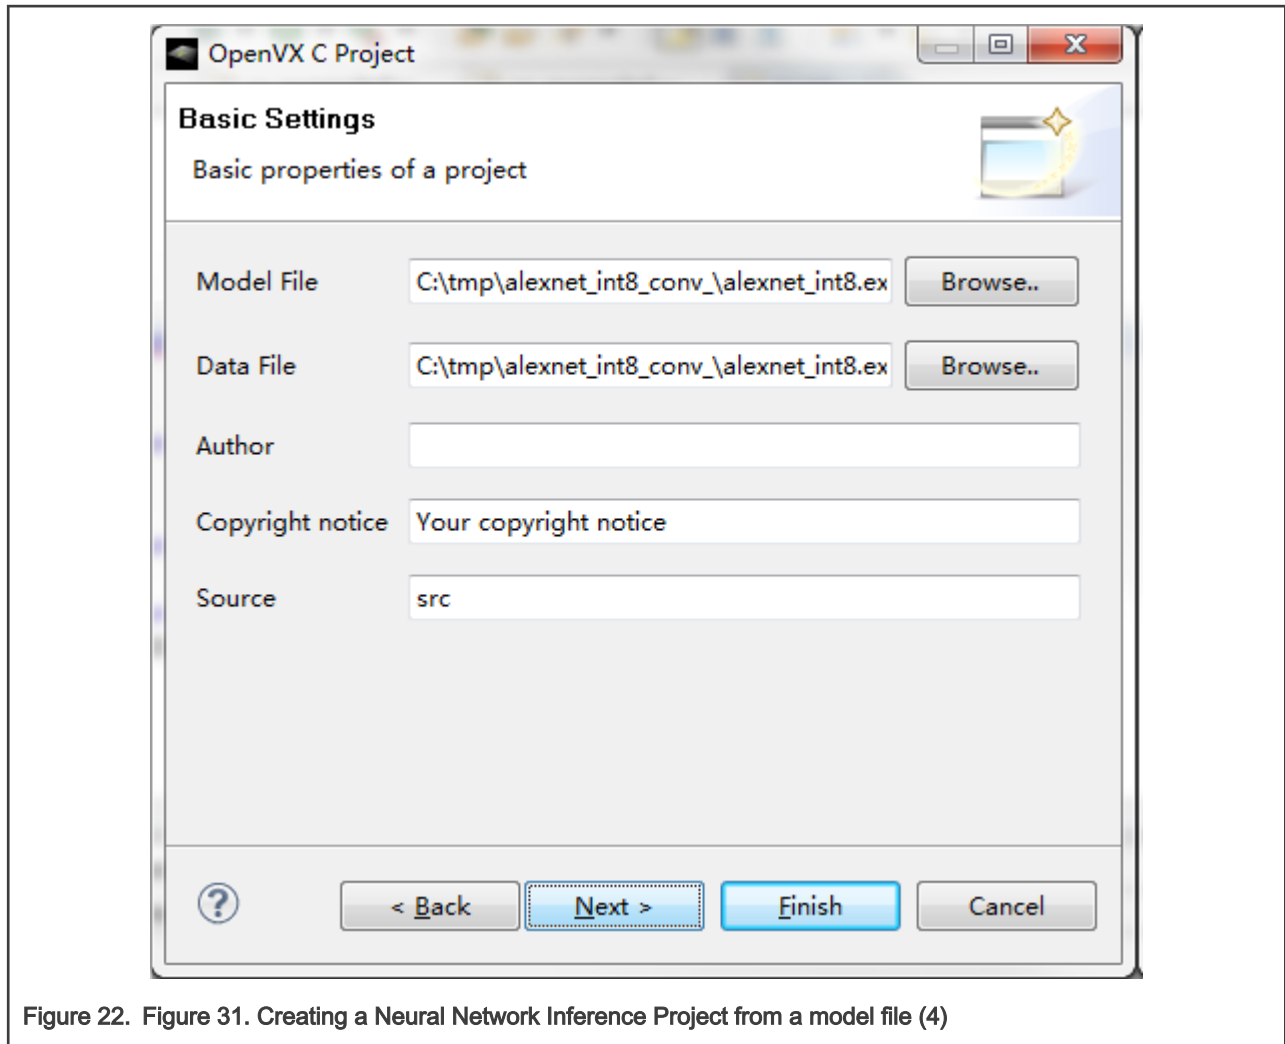 OpenVX C Project
Basic Settings
Basic properties of a project
Model File C:\tmp\alexnet_int8_conv_\alexnet_int8.ex Browse..
Data File C:\tmp\alexnet_int8_conv_\alexnet_int8.ex Browse..
Author
Copyright notice Your copyright notice
Source src
? < Back Next > Finish Cancel
Figure 22. Figure 31. Creating a Neural Network Inference Project from a model file (4)